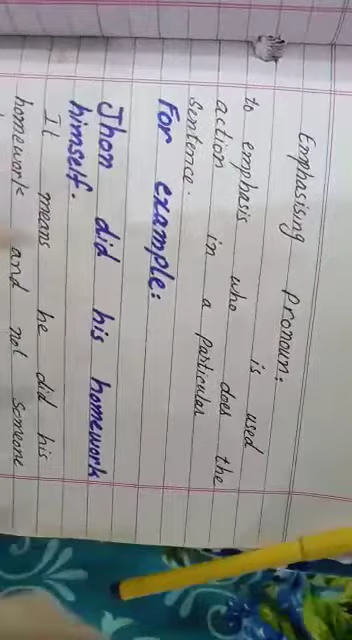 Emphasising pronoun:
is used
to emphasis who does the
action in a particular
sentence.
For example:
Jhon did his homework
himself.
It means he did his
homework and not someone